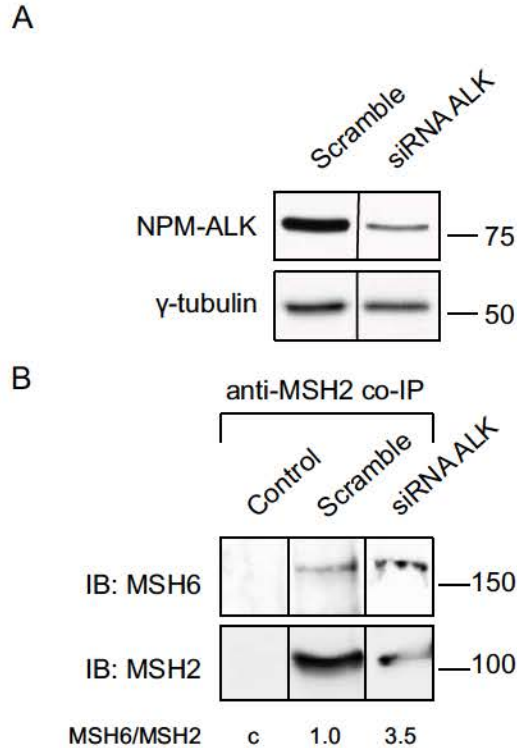 A
Scramble
siRNA ALK
NPM-ALK
75
γ-tubulin
50
B
anti-MSH2 co-IP
Control
Scramble
siRNA ALK
IB: MSH6
150
IB: MSH2
100
MSH6/MSH2 c 1.0 3.5